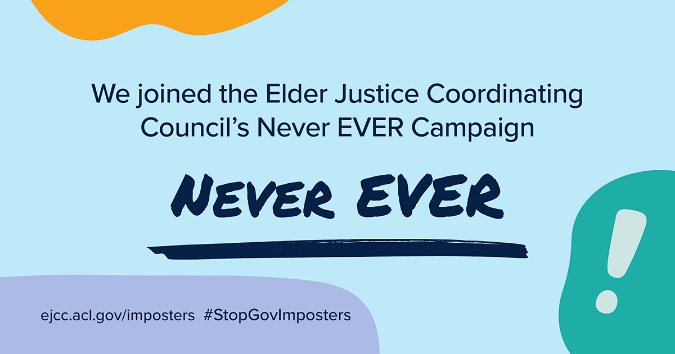 We joined the Elder Justice Coordinating
Council’s Never EVER Campaign
NEVER EVER
!
ejcc.acl.gov/imposters #StopGovImposters